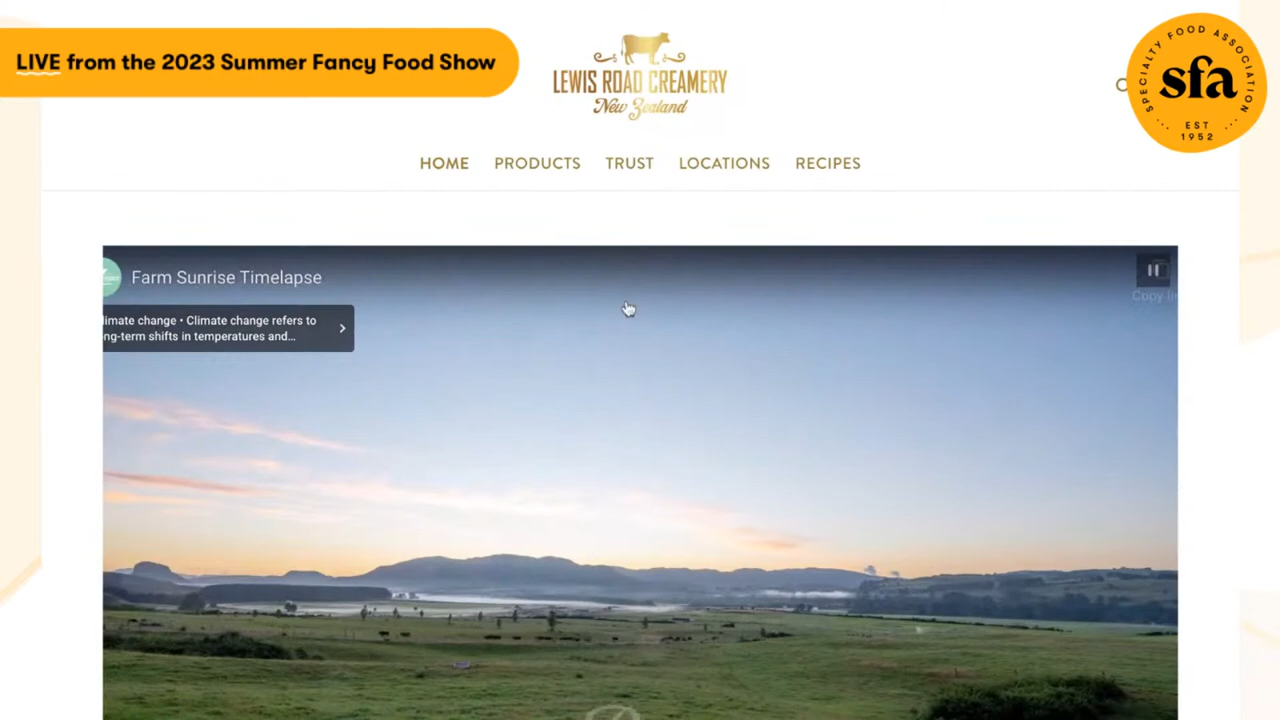 LIVE from the 2023 Summer Fancy Food Show
LEWIS ROAD CREAMERY
New Zealand
SPECIALTY FOOD ASSOCIATION
sfa
EST
1952
HOME PRODUCTS TRUST LOCATIONS RECIPES
Farm Sunrise Timelapse
limate change • Climate change refers to
ng-term shifts in temperatures and...
Copy lin